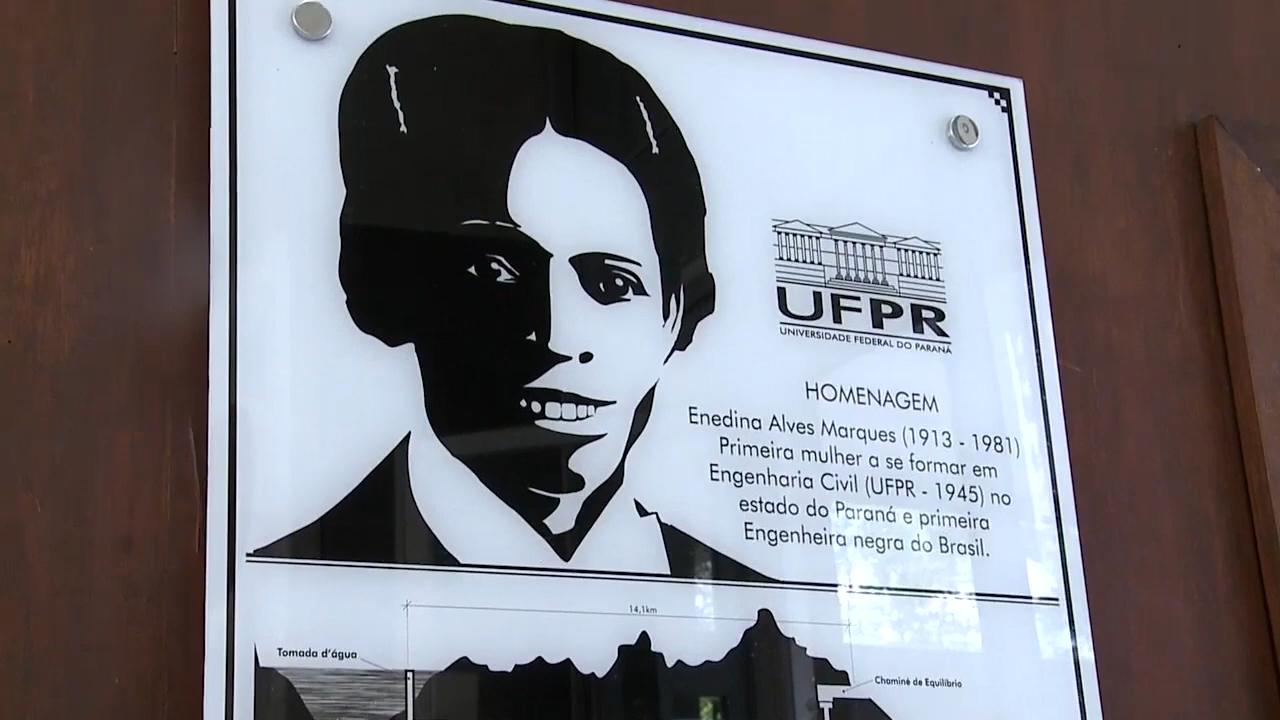 UFPR
UNIVERSIDADE FEDERAL DO PARANÁ
HOMENAGEM
Enedina Alves Marques (1913 - 1981)
Primeira mulher a se formar em
Engenharia Civil (UFPR - 1945) no
estado do Paraná e primeira
Engenheira negra do Brasil.
14,1km
Tomada d'água
Chaminé de Equilíbrio